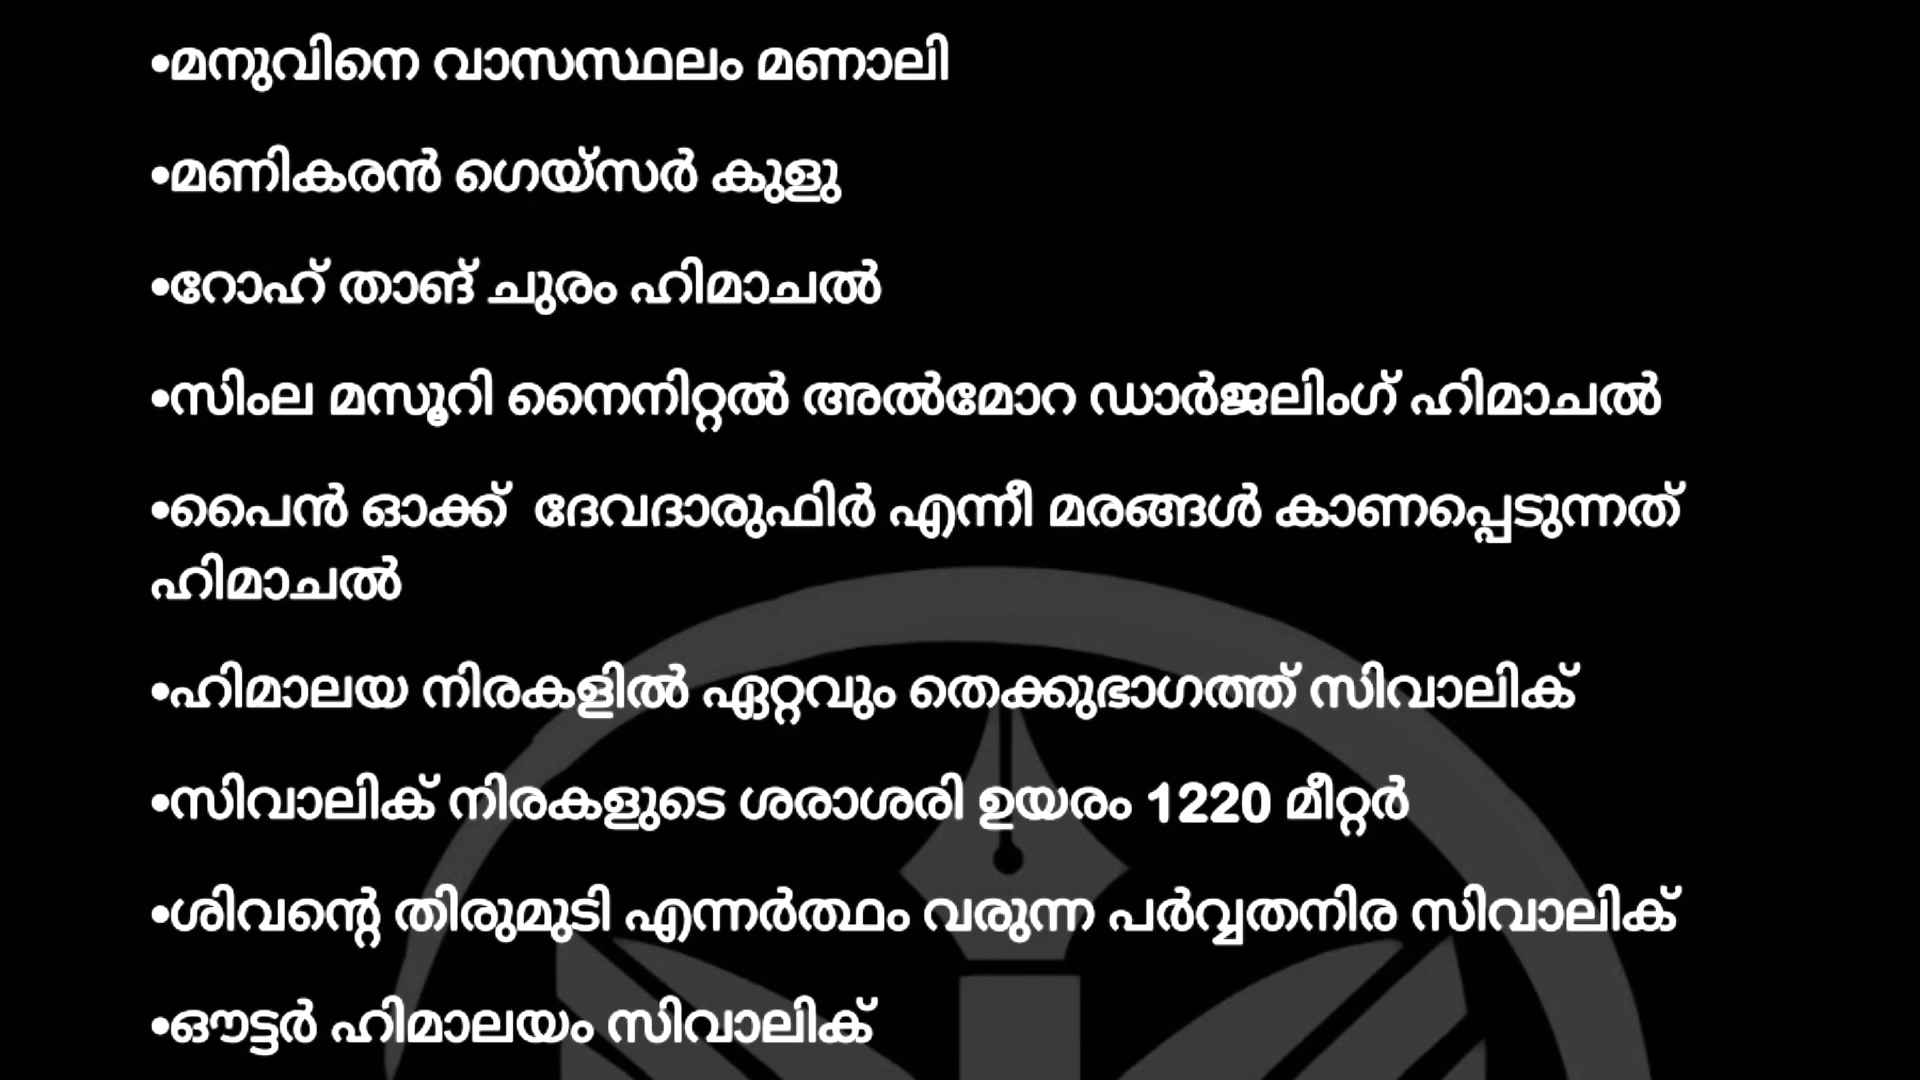 •മനുവിനെ വാസസ്ഥലം മണാലി
•മണികരൻ ഗെയ്സർ കുളു
•റോഹ് താങ് ചുരം ഹിമാചൽ
•സിംല മസൂറി നൈനിറ്റൽ അൽമോറ ഡാർജലിംഗ് ഹിമാചൽ
•പൈൻ ഓക്ക്  ദേവദാരുഫിർ എന്നീ മരങ്ങൾ കാണപ്പെടുന്നത്
ഹിമാചൽ
•ഹിമാലയ നിരകളിൽ ഏറ്റവും തെക്കുഭാഗത്ത് സിവാലിക്
•സിവാലിക് നിരകളുടെ ശരാശരി ഉയരം 1220 മീറ്റർ
•ശിവന്റെ തിരുമുടി എന്നർത്ഥം വരുന്ന പർവ്വതനിര സിവാലിക്
•ഔട്ടർ ഹിമാലയം സിവാലിക്